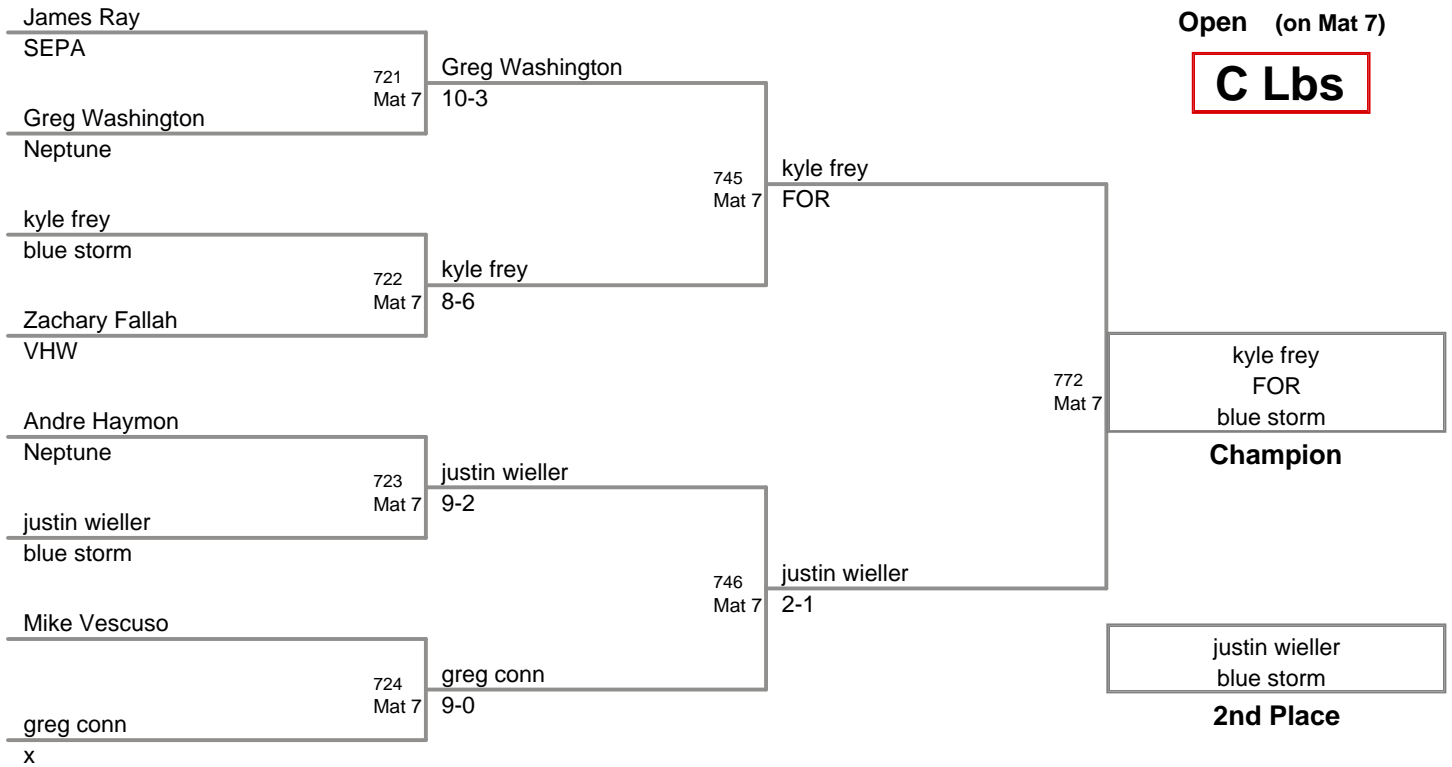 James Ray
SEPA
721
Mat 7
Greg Washington
10-3
Greg Washington
Neptune
745
Mat 7
kyle frey
FOR
kyle frey
blue storm
722
Mat 7
kyle frey
8-6
Zachary Fallah
VHW
772
Mat 7
Andre Haymon
Neptune
723
Mat 7
justin wieller
9-2
justin wieller
blue storm
746
Mat 7
justin wieller
2-1
Mike Vescuso
724
Mat 7
greg conn
9-0
greg conn
x
Open (on Mat 7)
C Lbs
kyle frey
FOR
blue storm
Champion
justin wieller
blue storm
2nd Place